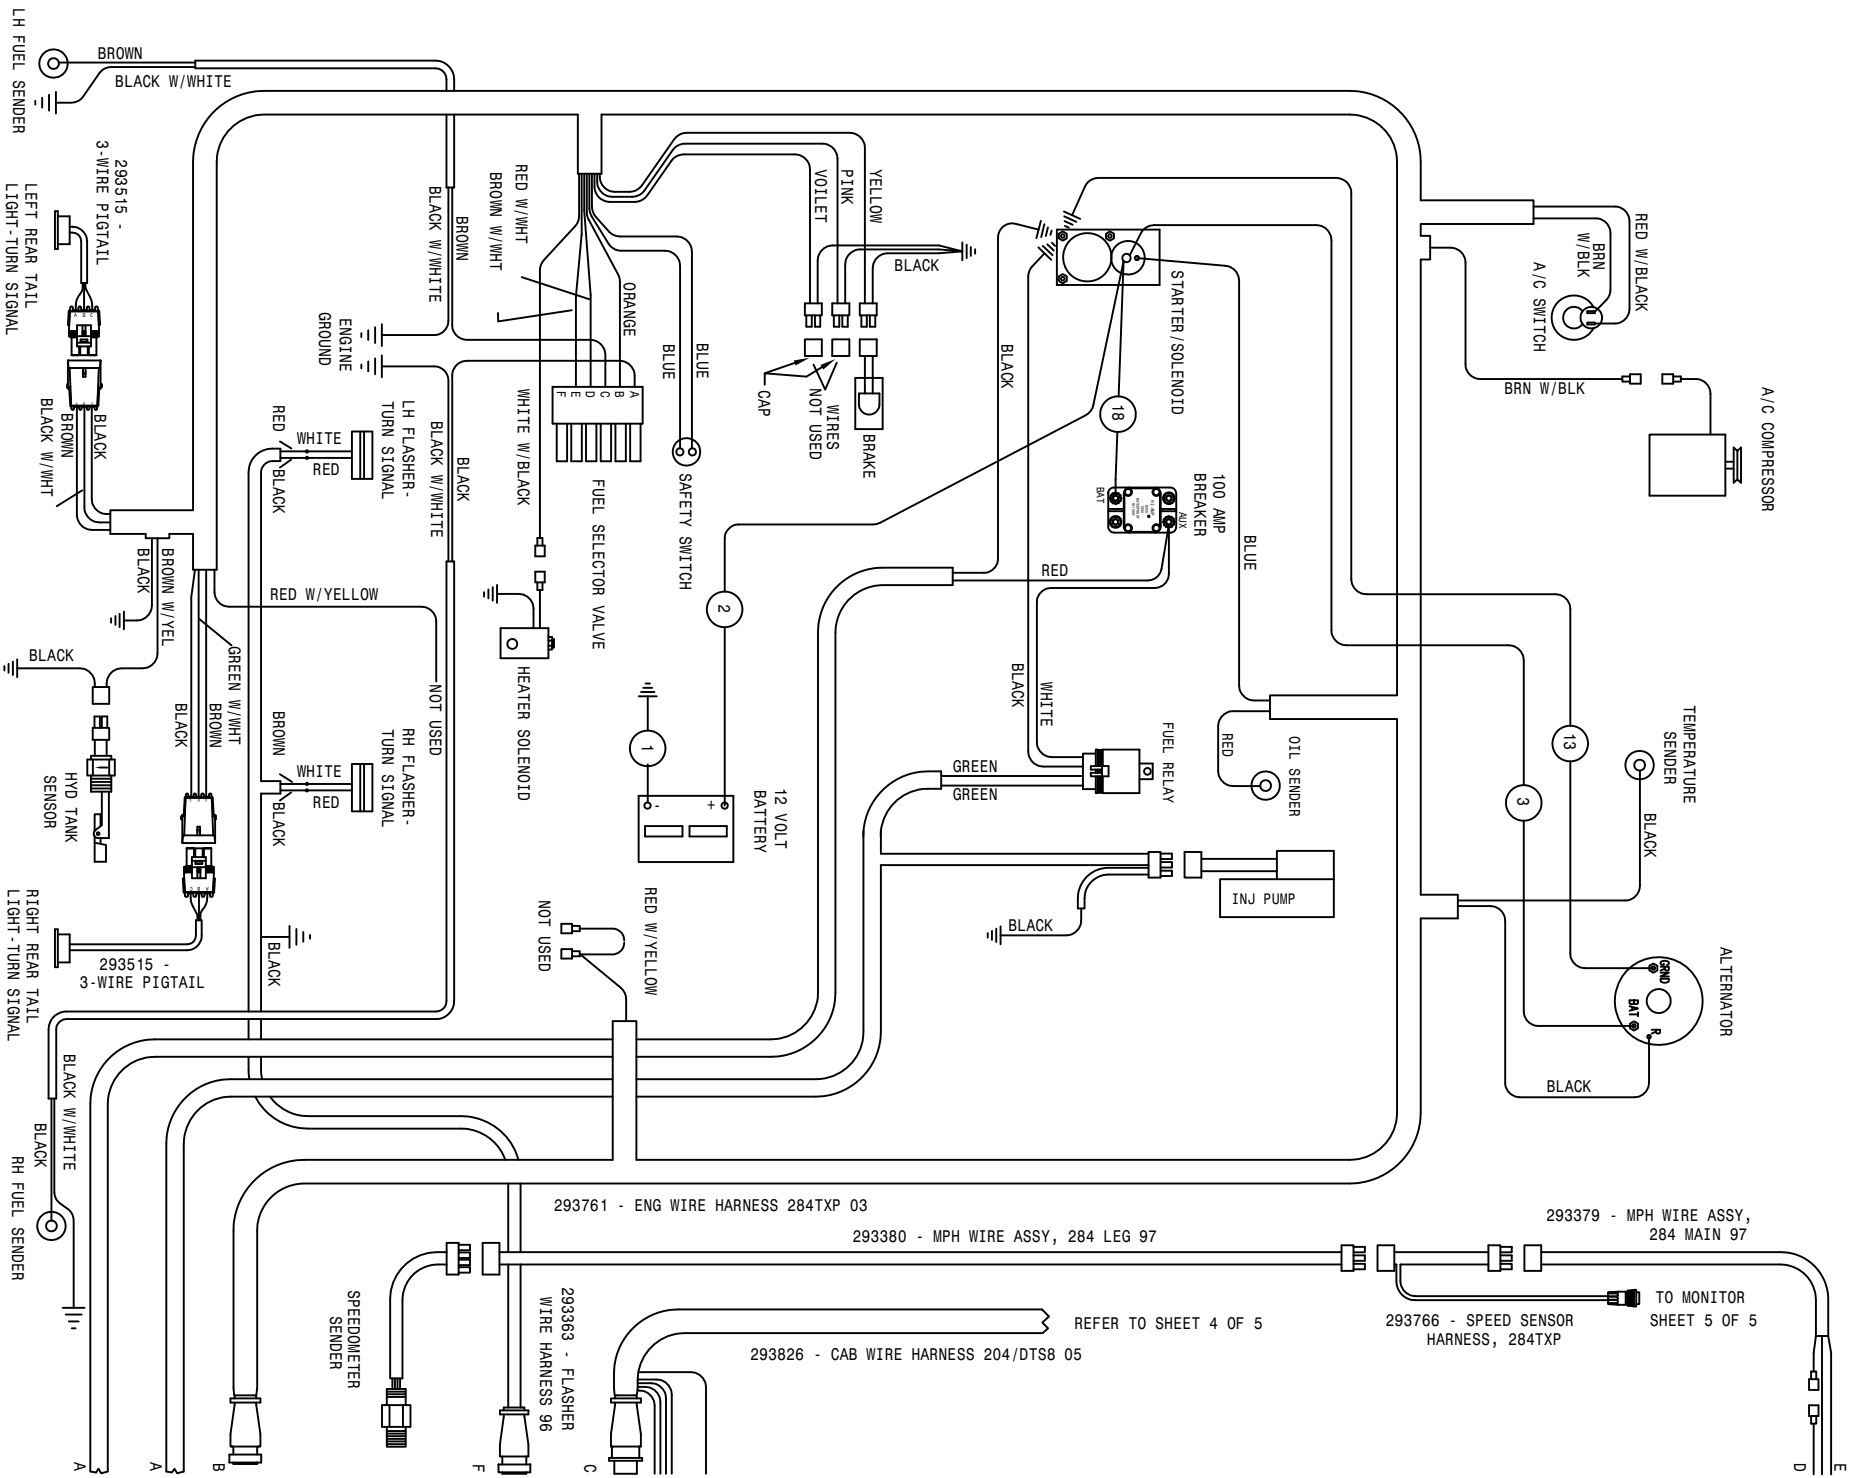 LH FUEL SENDER
BROWN
BLACK W/WHITE
293515 -
3-WIRE PIGTAIL
LEFT REAR TAIL
LIGHT-TURN SIGNAL
BLACK
BROWN
BLACK W/WHT
BROWN
BLACK W/WHITE
ENGINE
GROUND
RED W/WHT
BROWN W/WHT
ORANGE
A
B
C
D
E
F
FUEL SELECTOR VALVE
BLUE
BLUE
SAFETY SWITCH
VOILET
PINK
YELLOW
BLACK
CAP
WIRES
NOT USED
BRAKE
STARTER/SOLENOID
BLACK
18
100 AMP
BREAKER
BAT
AUX
BLUE
RED W/BLACK
BRN
W/BLK
A/C SWITCH
BRN W/BLK
A/C COMPRESSOR
LH FLASHER-
TURN SIGNAL
RED
WHITE
RED
BLACK
BLACK
BLACK W/WHITE
WHITE W/BLACK
HEATER SOLENOID
BLACK
BROWN W/YEL
BLACK
HYD TANK
SENSOR
RED W/YELLOW
NOT USED
GREEN W/WHT
BROWN
BLACK
RH FLASHER-
TURN SIGNAL
BROWN
WHITE
RED
BLACK
2
1
-
+
12 VOLT
BATTERY
RED
WHITE
BLACK
GREEN
GREEN
FUEL RELAY
RED
OIL SENDER
13
3
TEMPERATURE
SENDER
BLACK
INJ PUMP
BLACK
ALTERNATOR
GRND
BAT
R
BLACK
NOT USED
RED W/YELLOW
BLACK
293515 -
3-WIRE PIGTAIL
RIGHT REAR TAIL
LIGHT-TURN SIGNAL
BLACK W/WHITE
BLACK
RH FUEL SENDER
293761 - ENG WIRE HARNESS 284TXP 03
293380 - MPH WIRE ASSY, 284 LEG 97
293379 - MPH WIRE ASSY,
284 MAIN 97
TO MONITOR
SHEET 5 OF 5
293766 - SPEED SENSOR
HARNESS, 284TXP
REFER TO SHEET 4 OF 5
293826 - CAB WIRE HARNESS 204/DTS8 05
293363 - FLASHER
WIRE HARNESS 96
SPEEDOMETER
SENDER
A
A
B
F
C
D
E